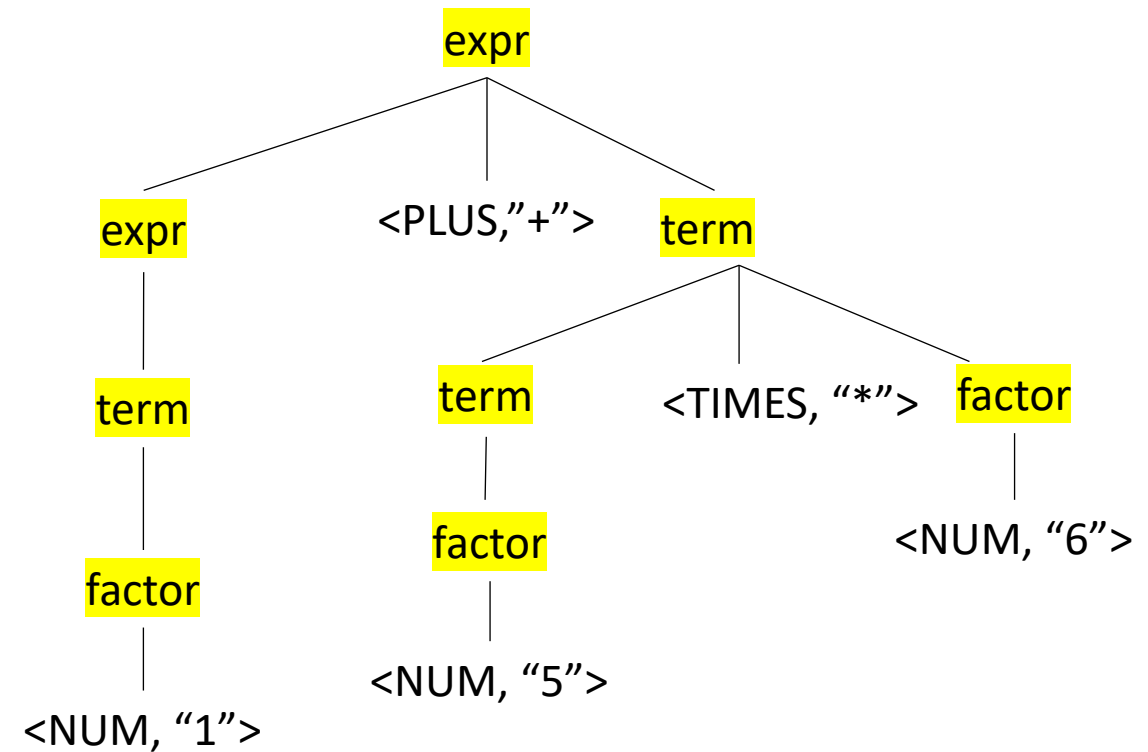 expr
expr
<PLUS,”+”>
term
term
term
<TIMES, “*”>
factor
factor
factor
<NUM, “6”>
<NUM, “5”>
<NUM, “1”>